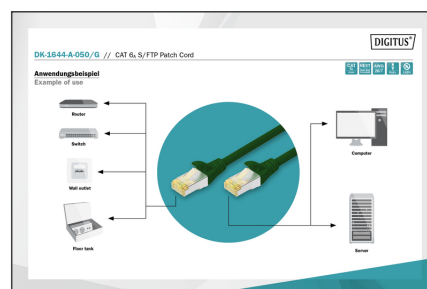 DIGITUS®
DK-1644-A-050/G // CAT 6A S/FTP Patch Cord
Anwendungsbeispiel
Example of use
Router
Switch
Wall outlet
Floor tank
Computer
Server